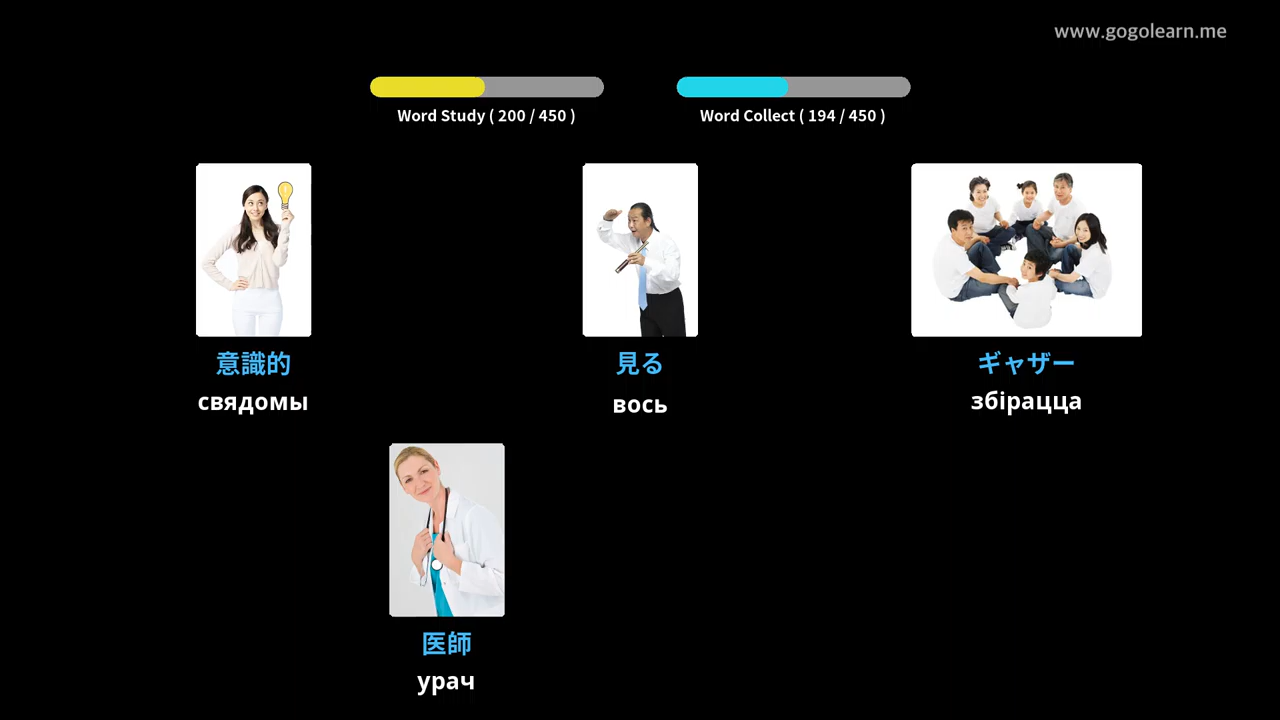 www.gogolearn.me
Word Study ( 200 / 450 )
Word Collect ( 194 / 450 )
意識的
свядомы
見る
вось
ギャザー
збірацца
医師
урач